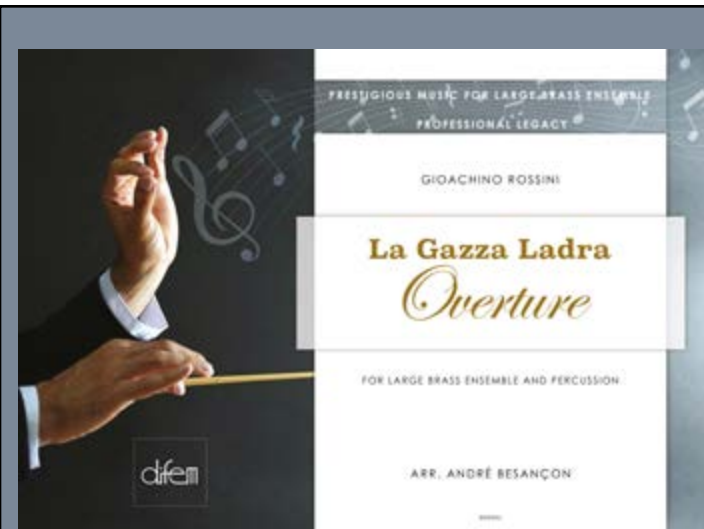 PRESTIGIOUS MUSIC FOR LARGE BRASS ENSEMBLE
PROFESSIONAL LEGACY
GIOACHINO ROSSINI
La Gazza Ladra
Overture
FOR LARGE BRASS ENSEMBLE AND PERCUSSION
difem
ARR. ANDRÉ BESANÇON